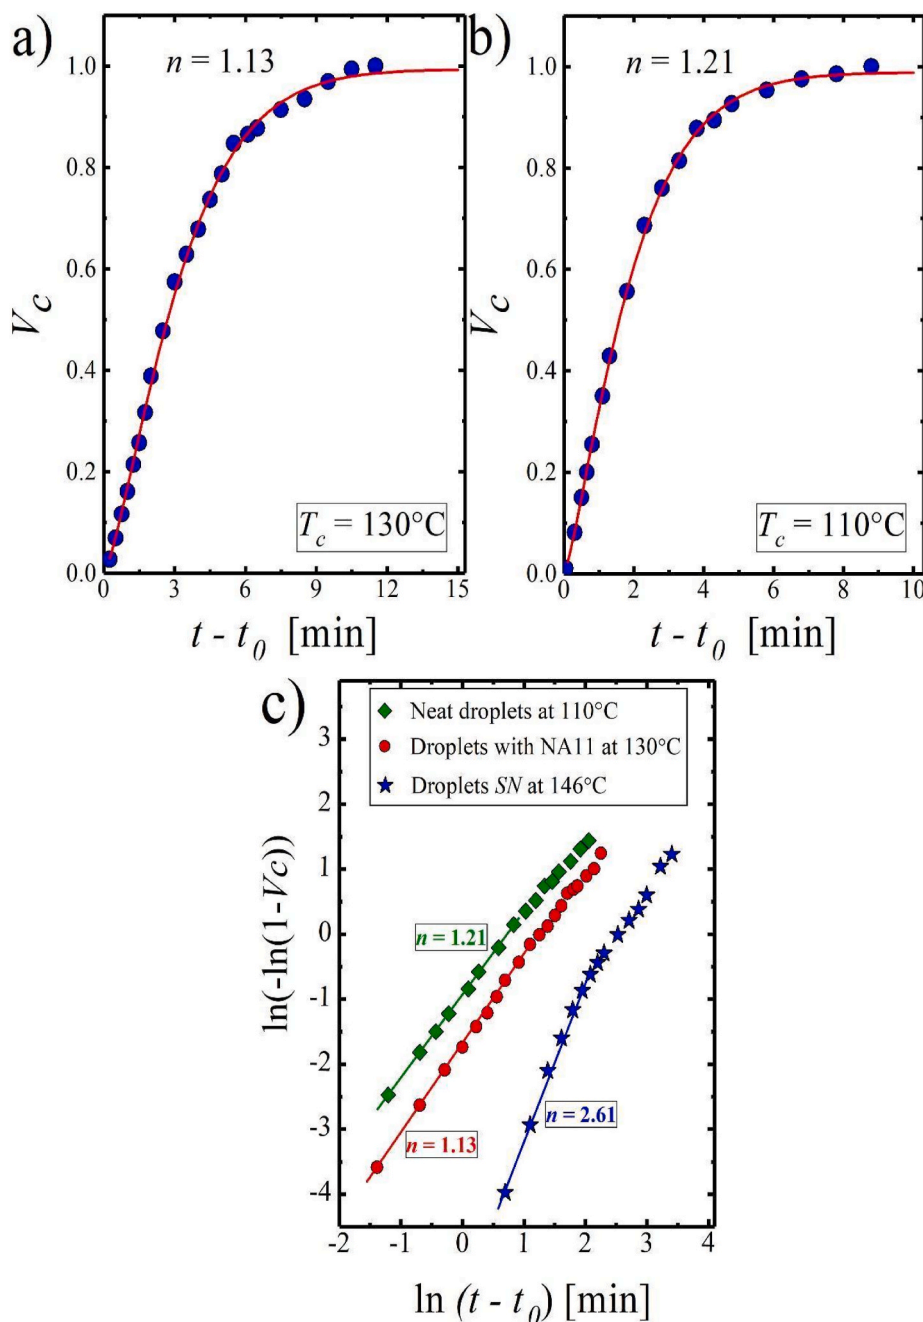 a)
n = 1.13
1.0
0.8
0.6
0.4
0.2
0.0
Vc
T_c = 130°C
0 3 6 9 12 15
t - t_0 [min]
b)
n = 1.21
1.0
0.8
0.6
0.4
0.2
0.0
Vc
T_c = 110°C
0 2 4 6 8 10
t - t_0 [min]
c)
Neat droplets at 110°C
Droplets with NA11 at 130°C
Droplets SN at 146°C
3
2
1
0
-1
-2
-3
-4
ln(-ln(1-Vc))
n = 1.21
n = 1.13
n = 2.61
-2 -1 0 1 2 3 4
ln (t - t_0) [min]